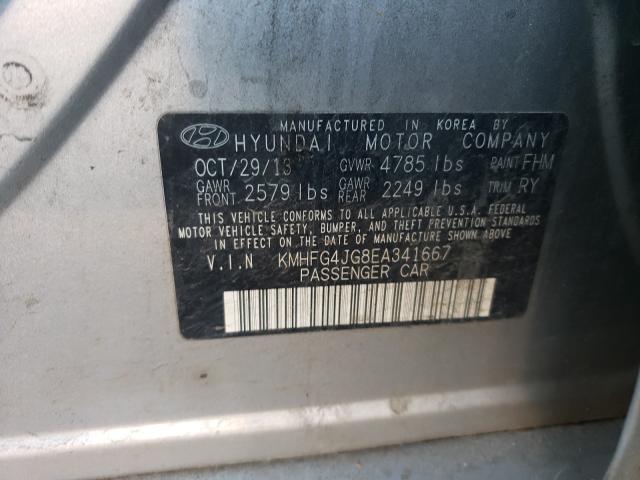 MANUFACTURED IN KOREA BY
HYUNDAI MOTOR COMPANY
OCT/29/13 GVWR 4785 lbs PAINT FHM
GAWR FRONT 2579 lbs GAWR REAR 2249 lbs TRIM RY
THIS VEHICLE CONFORMS TO ALL APPLICABLE U.S.A. FEDERAL
MOTOR VEHICLE SAFETY, BUMPER, AND THEFT PREVENTION STANDARDS
IN EFFECT ON THE DATE OF MANUFACTURE SHOWN ABOVE.
V.I.N KMHFG4JG8EA341667
PASSENGER CAR